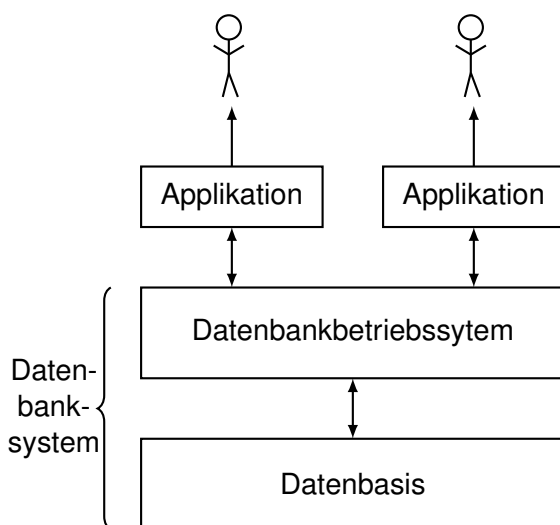 Applikation
Applikation
Datenbankbetriebssytem
Daten-
bank-
system
Datenbasis